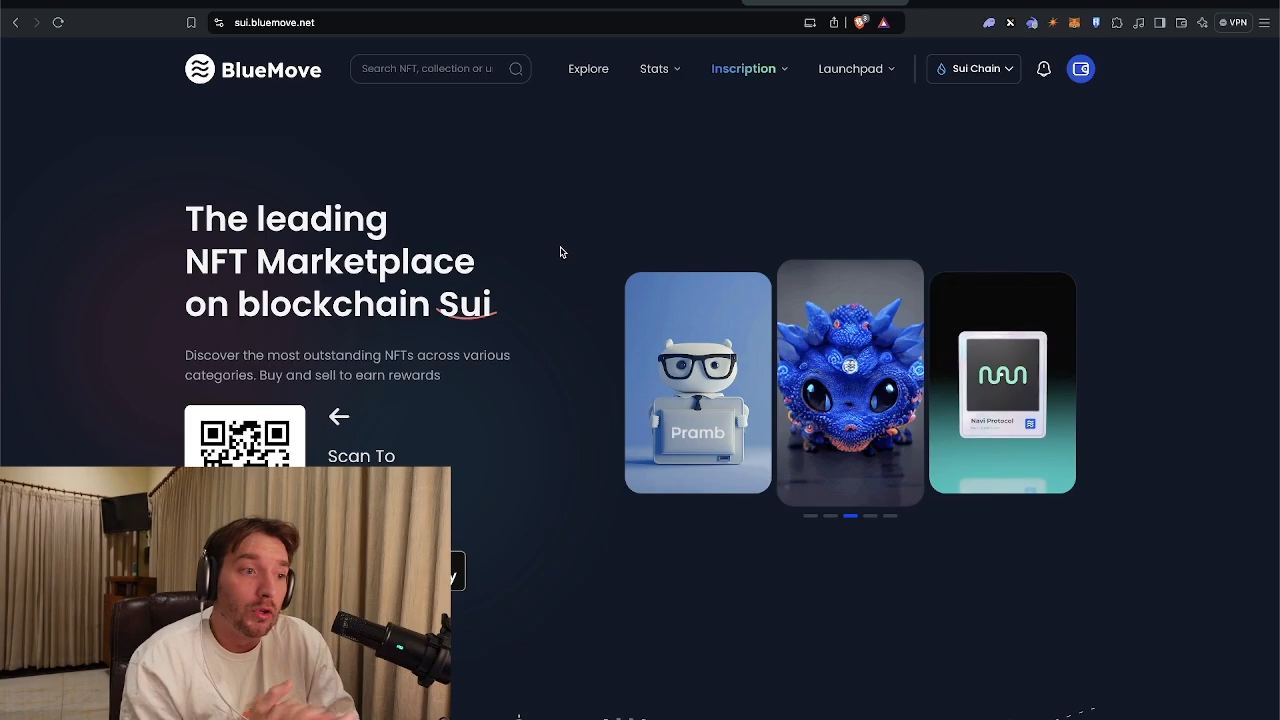 sui.bluemove.net
VPN
BlueMove
Search NFT, collection or u
Explore
Stats
Inscription
Launchpad
Sui Chain
The leading
NFT Marketplace
on blockchain Sui
Discover the most outstanding NFTs across various
categories. Buy and sell to earn rewards
Scan To
y
Pramb
Navi Protocol